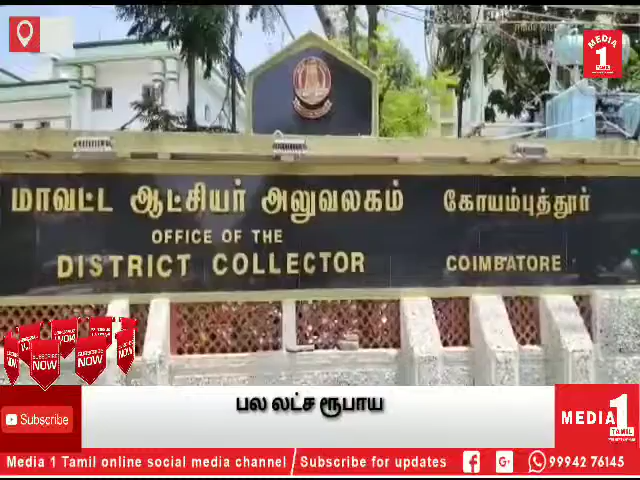 MEDIA
1
TAMIL
மாவட்ட ஆட்சியர் அலுவலகம் கோயம்புத்தூர்
OFFICE OF THE
DISTRICT COLLECTOR COIMBATORE
SUBSCRIBE NOW
Subscribe
பல லட்ச ரூபாய
MEDIA 1
TAMIL
Media 1 Tamil online social media channel / Subscribe for updates 99942 76145